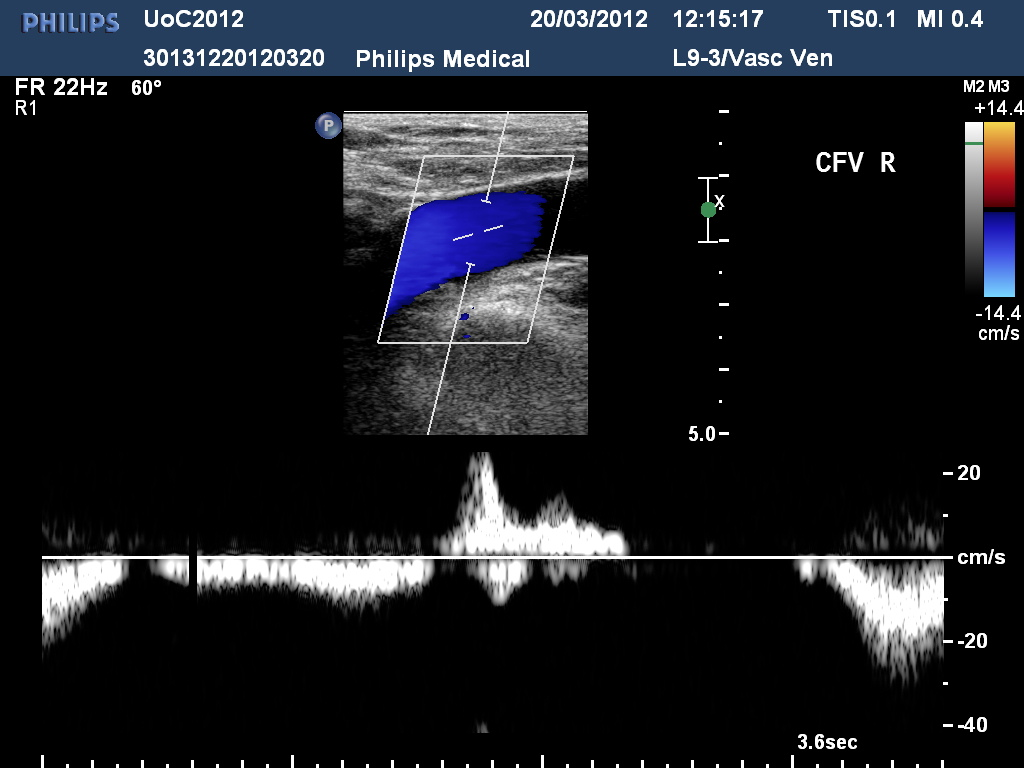 PHILIPS UoC2012 20/03/2012 12:15:17 TIS0.1 MI 0.4
30131220120320 Philips Medical L9-3/Vasc Ven
FR 22Hz 60°
R1
M2 M3
+14.4
P
CFV R
X
-14.4
cm/s
5.0
20
cm/s
-20
-40
3.6sec